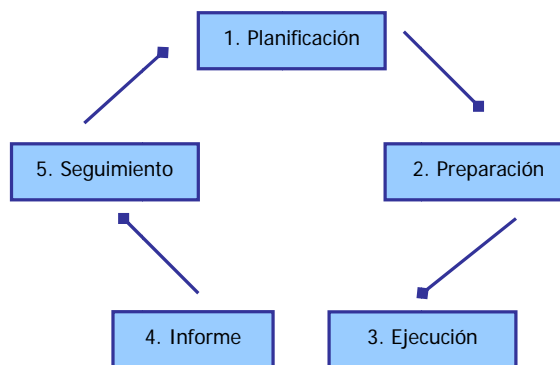 1. Planificación
2. Preparación
3. Ejecución
4. Informe
5. Seguimiento